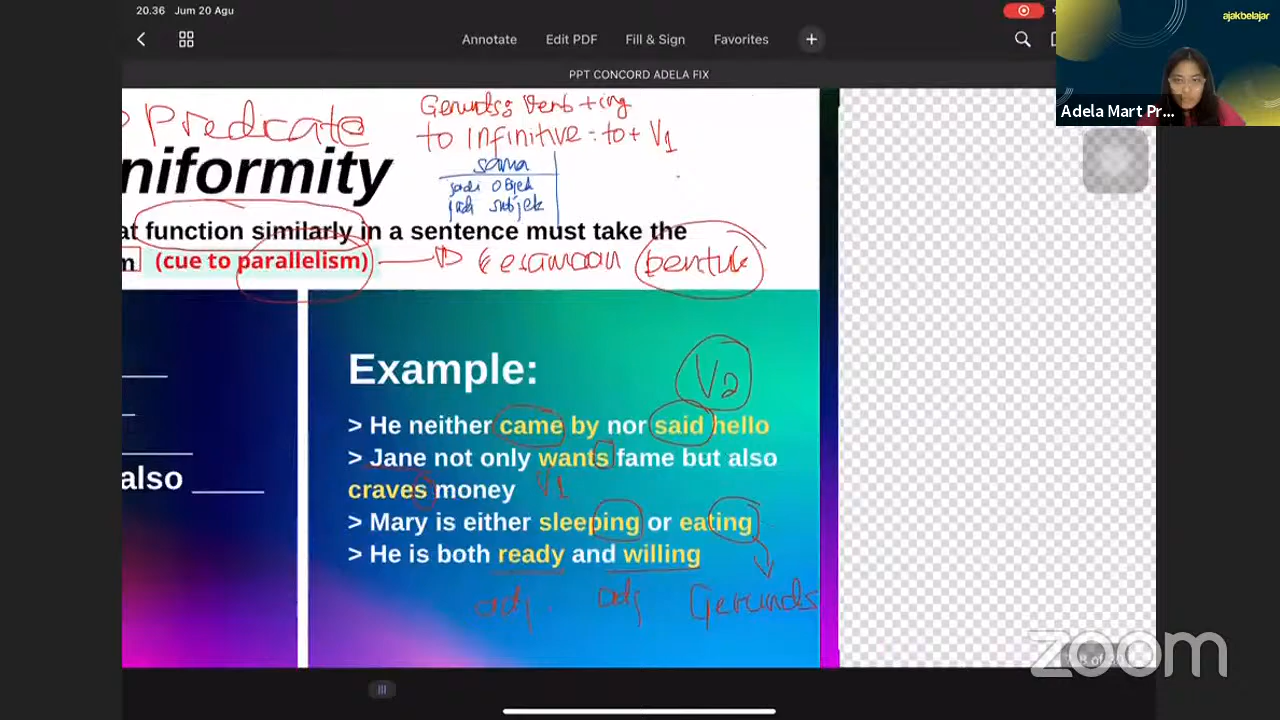 20.36 Jum 20 Agu
ajakbelajar
Annotate Edit PDF Fill & Sign Favorites +
Adela Mart Pr...
PPT CONCORD ADELA FIX
Predicate
Gerunds: Verb + ing
to Infinitive: to + V1
niformity
sama
jadi objek
jadi subjek
at function similarly in a sentence must take the
m (cue to parallelism) kesamaan bentuk
Example:
V2
> He neither came by nor said hello
> Jane not only wants fame but also
also
craves money
V1
> Mary is either sleeping or eating
> He is both ready and willing
adj adj Gerunds
zoom